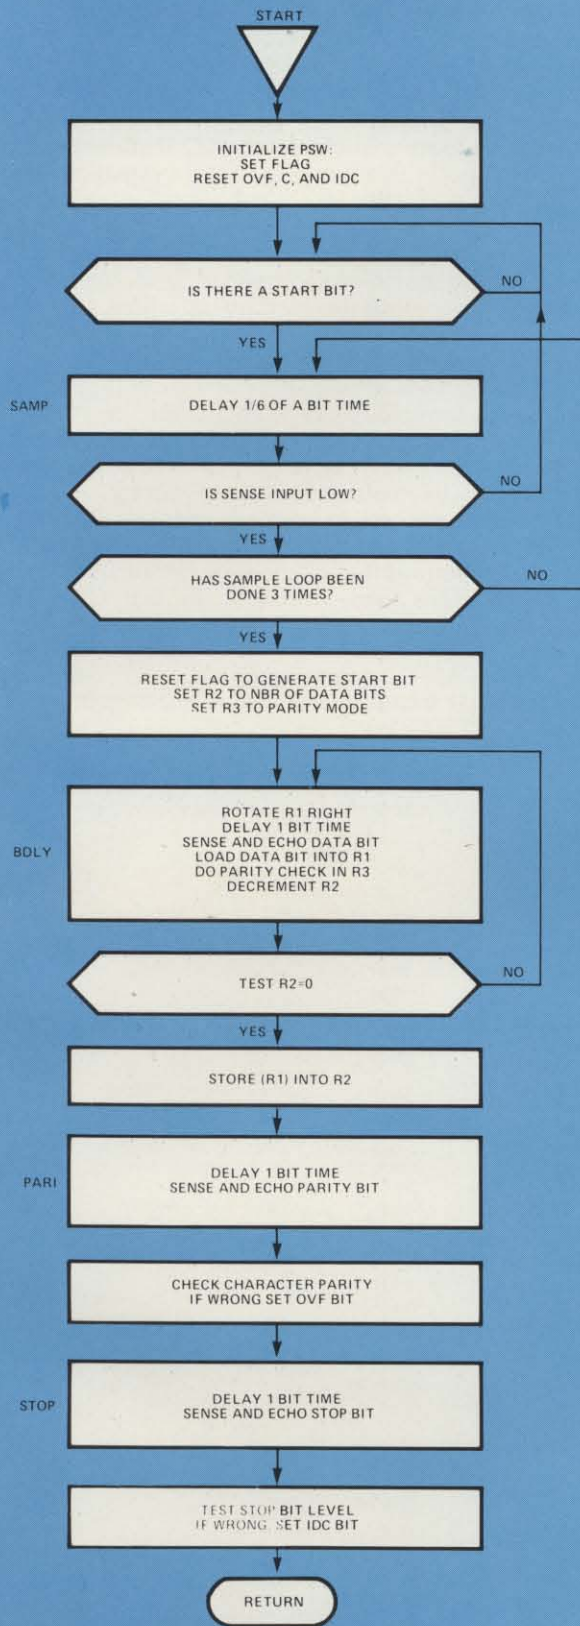 START
INITIALIZE PSW:
SET FLAG
RESET OVF, C, AND IDC
IS THERE A START BIT?
NO
YES
SAMP
DELAY 1/6 OF A BIT TIME
IS SENSE INPUT LOW?
NO
YES
HAS SAMPLE LOOP BEEN
DONE 3 TIMES?
NO
YES
RESET FLAG TO GENERATE START BIT
SET R2 TO NBR OF DATA BITS
SET R3 TO PARITY MODE
BDLY
ROTATE R1 RIGHT
DELAY 1 BIT TIME
SENSE AND ECHO DATA BIT
LOAD DATA BIT INTO R1
DO PARITY CHECK IN R3
DECREMENT R2
TEST R2=0
NO
YES
STORE (R1) INTO R2
PARI
DELAY 1 BIT TIME
SENSE AND ECHO PARITY BIT
CHECK CHARACTER PARITY
IF WRONG SET OVF BIT
STOP
DELAY 1 BIT TIME
SENSE AND ECHO STOP BIT
TEST STOP BIT LEVEL
IF WRONG SET IDC BIT
RETURN